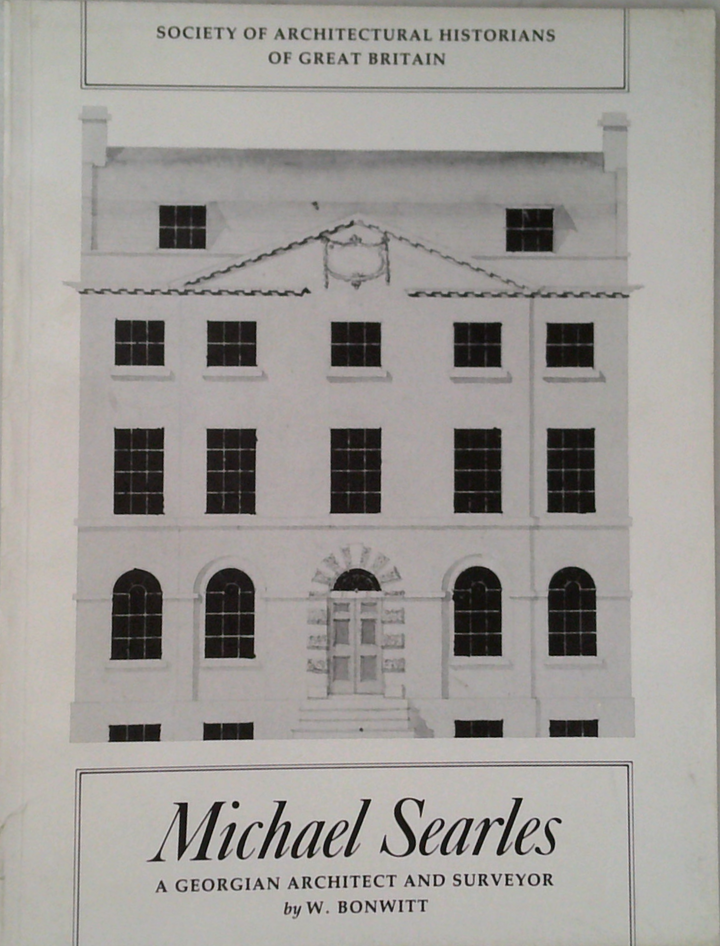 SOCIETY OF ARCHITECTURAL HISTORIANS
OF GREAT BRITAIN
Michael Searles
A GEORGIAN ARCHITECT AND SURVEYOR
by W. BONWITT